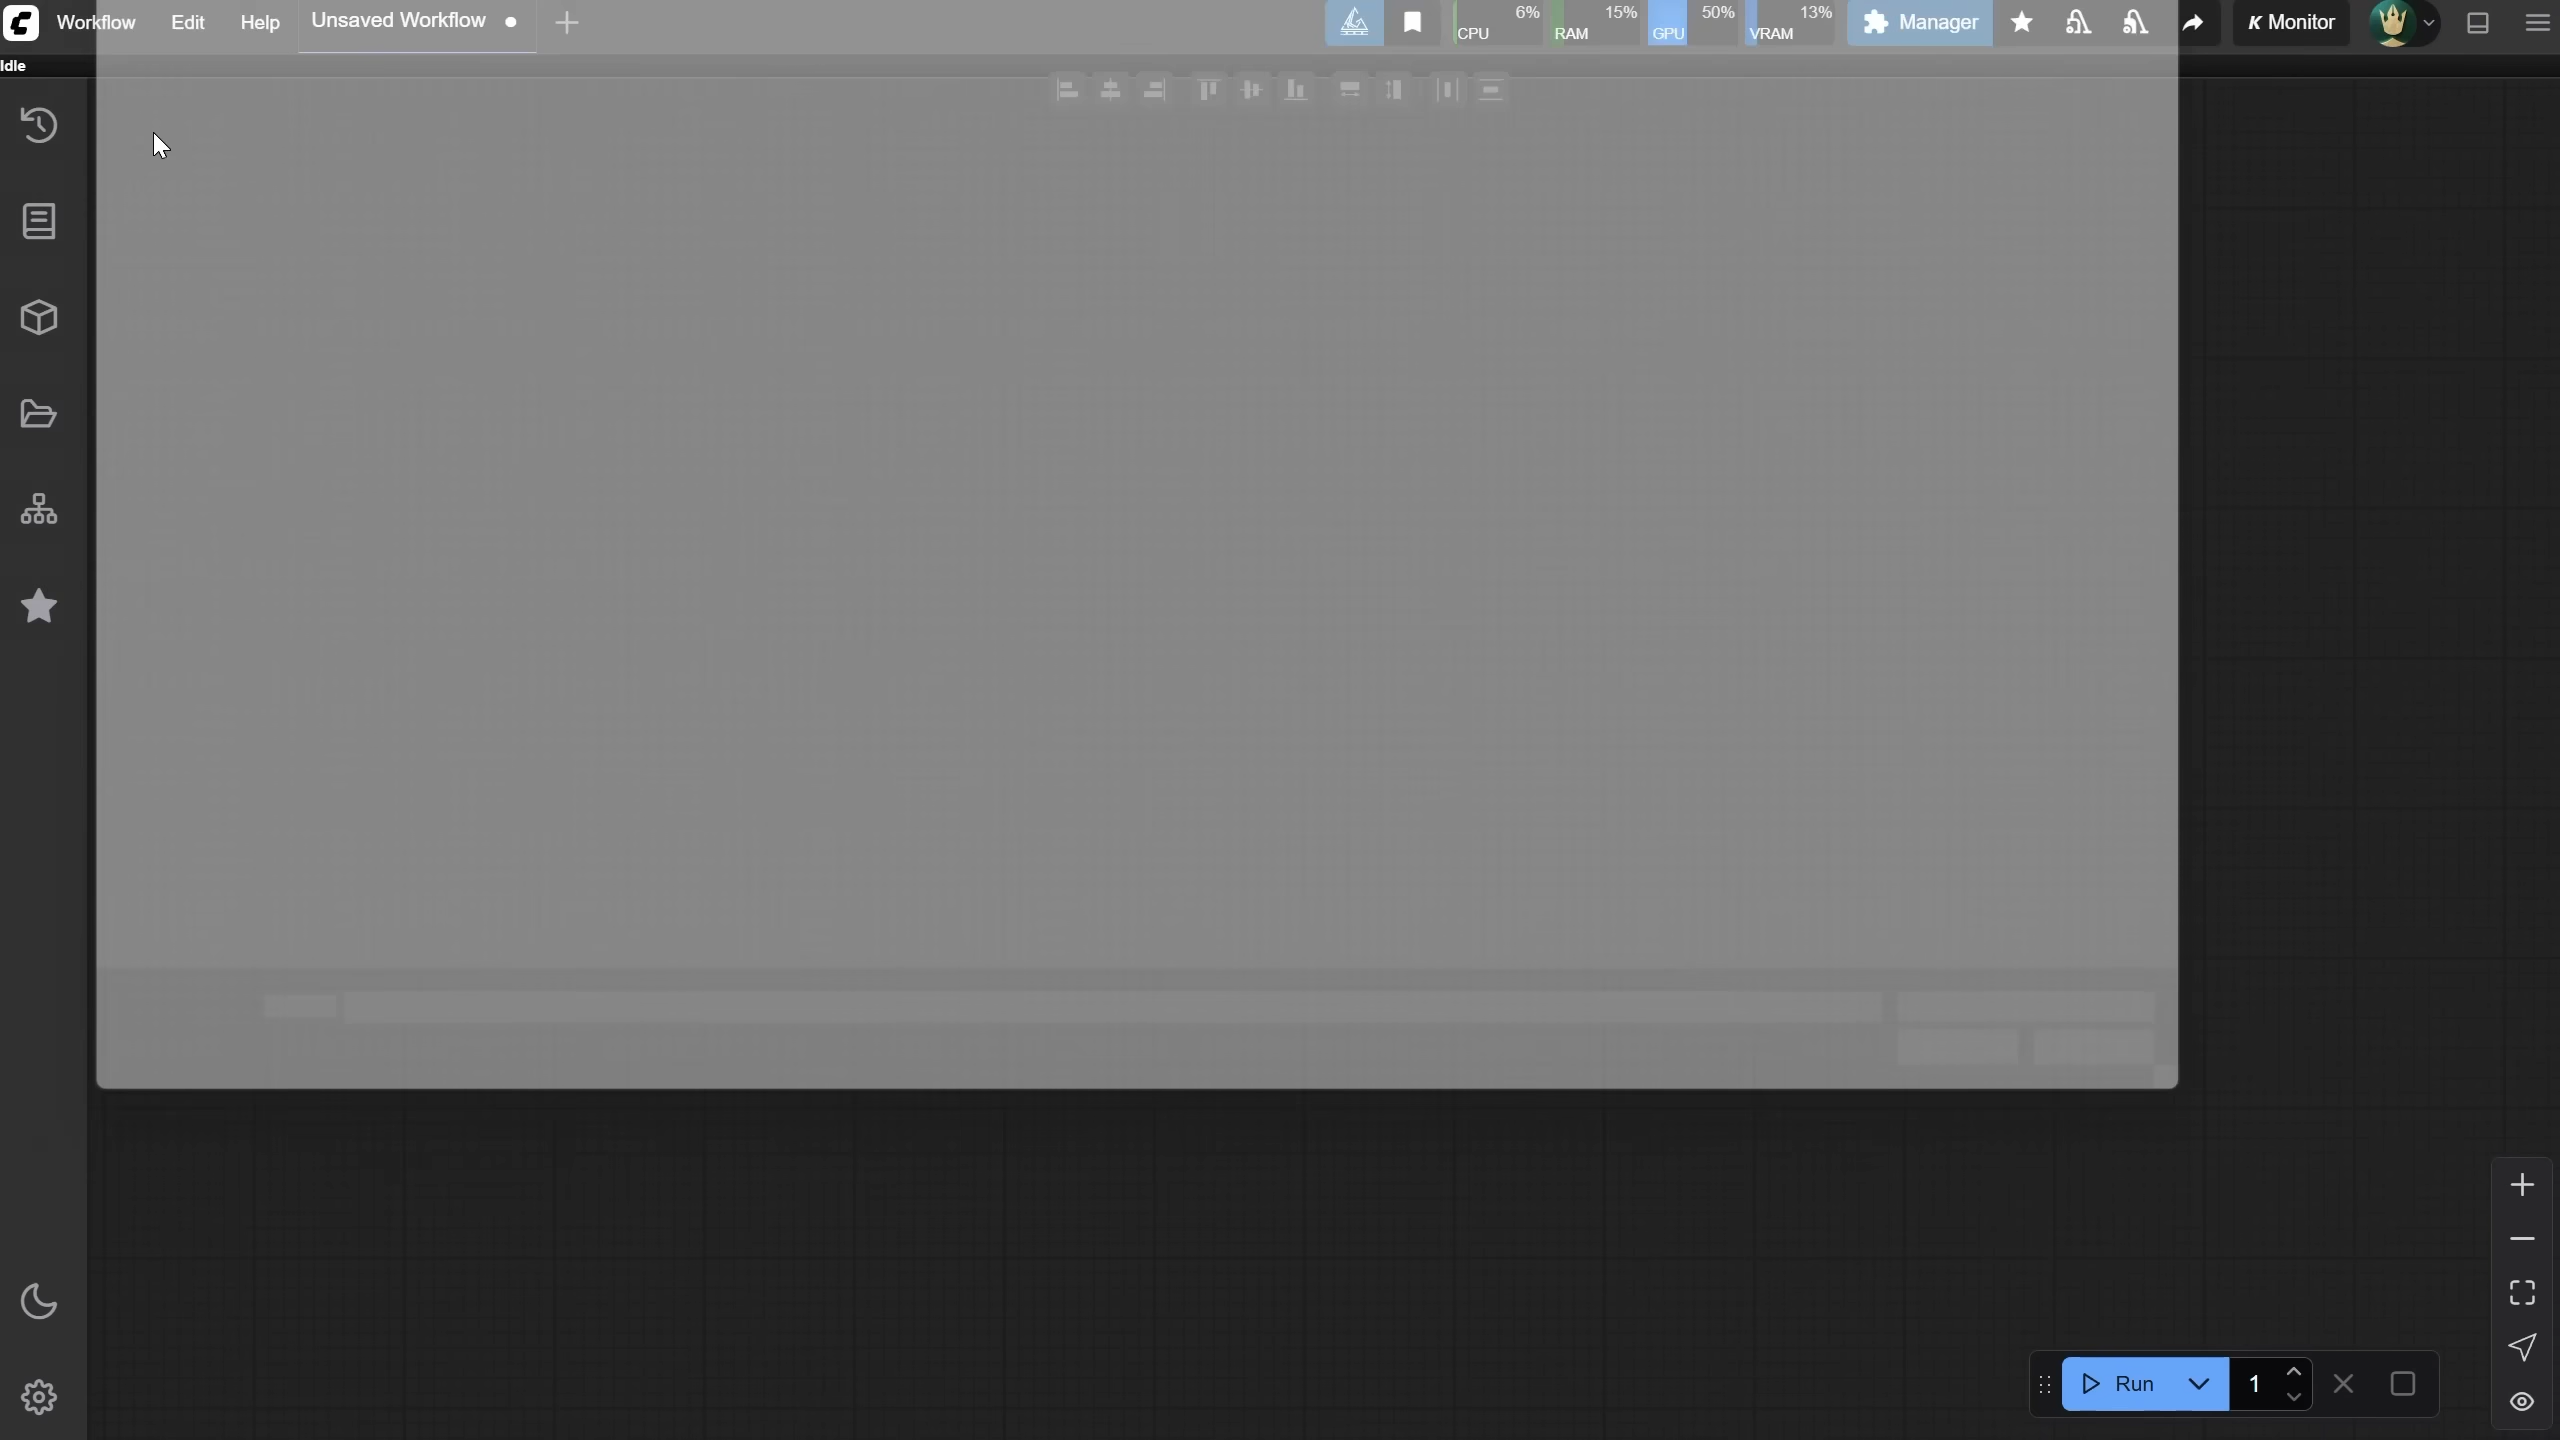 Workflow Edit Help Unsaved Workflow
6% CPU 15% RAM 50% GPU 13% VRAM Manager K Monitor
Idle
Run 1